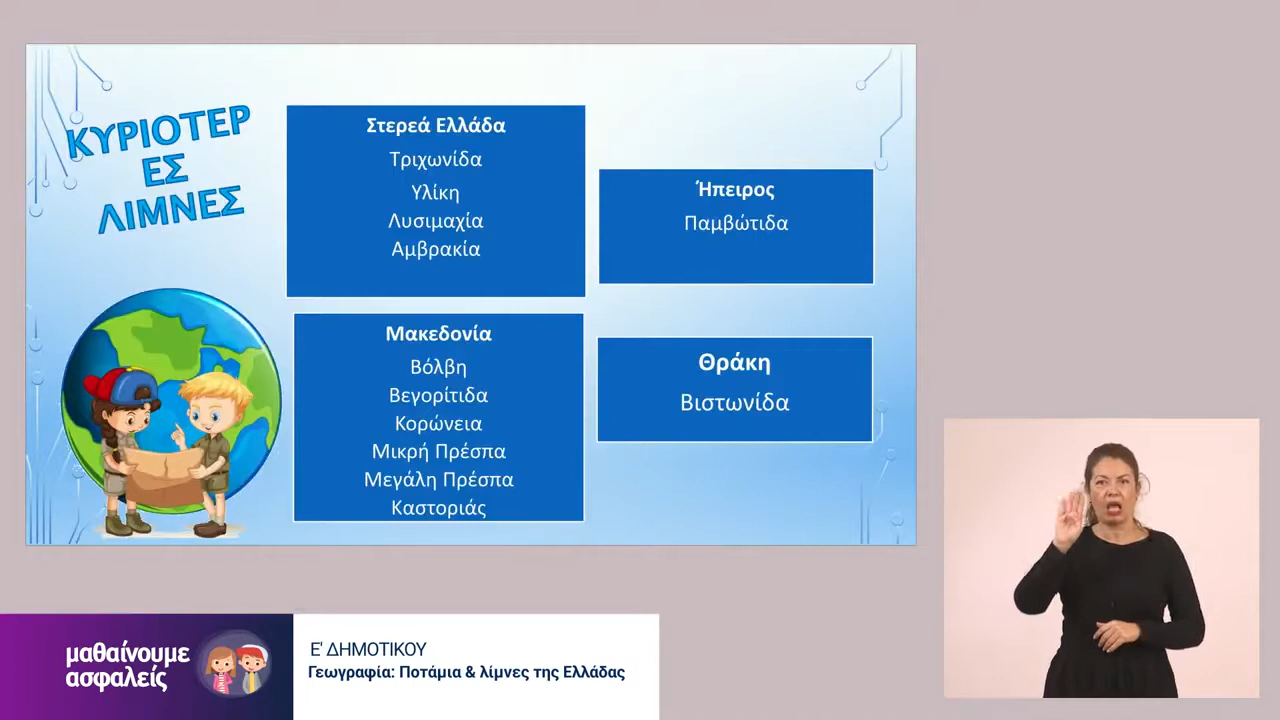 ΚΥΡΙΟΤΕΡ
ΕΣ
ΛΙΜΝΕΣ
Στερεά Ελλάδα
Τριχωνίδα
Υλίκη
Λυσιμαχία
Αμβρακία
Ήπειρος
Παμβώτιδα
Μακεδονία
Βόλβη
Βεγορίτιδα
Κορώνεια
Μικρή Πρέσπα
Μεγάλη Πρέσπα
Καστοριάς
Θράκη
Βιστωνίδα
μαθαίνουμε
ασφαλείς
Ε' ΔΗΜΟΤΙΚΟΥ
Γεωγραφία: Ποτάμια & λίμνες της Ελλάδας